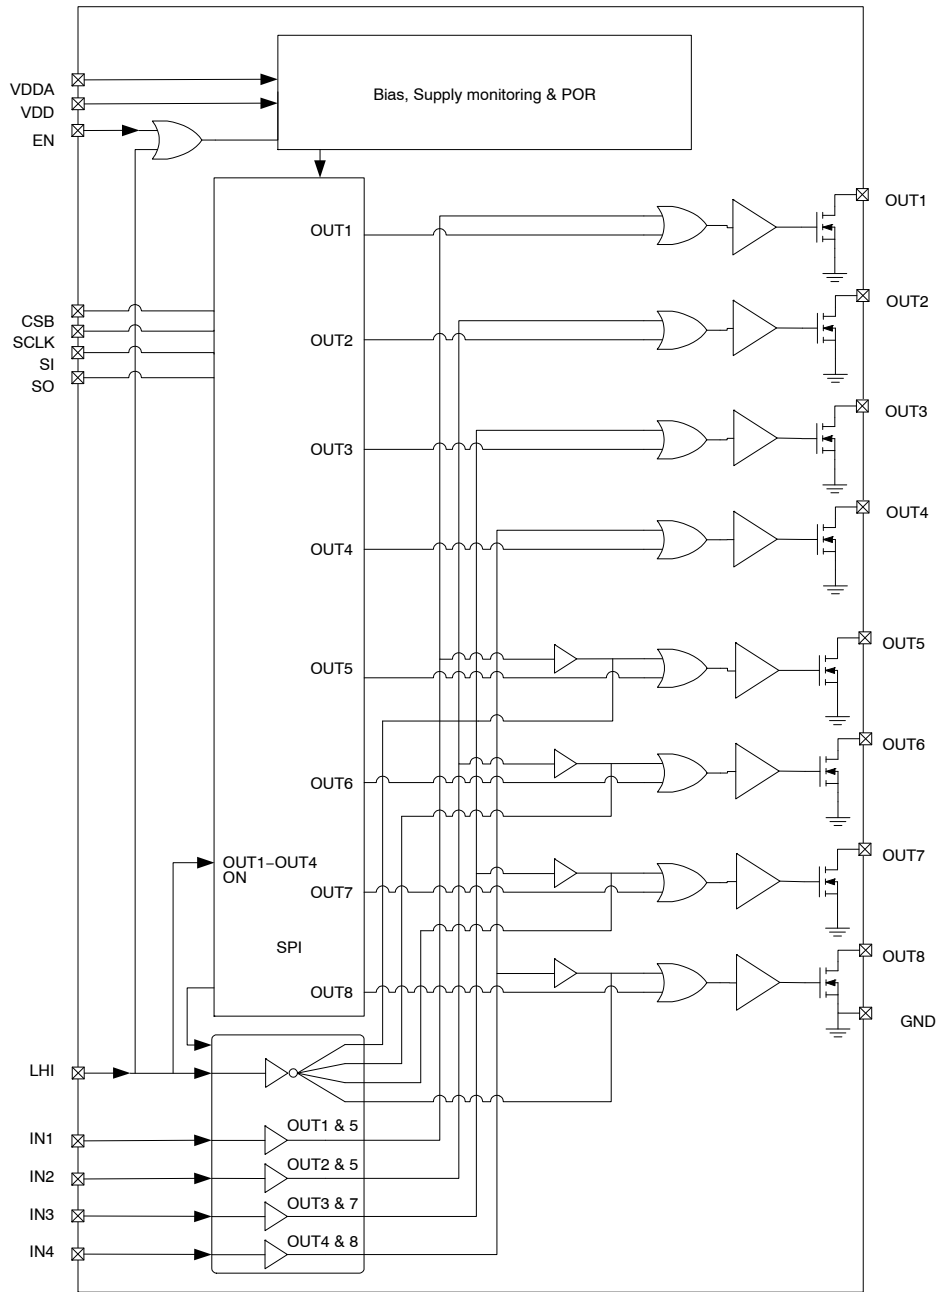 Bias, Supply monitoring & POR
VDDA
VDD
EN
OUT1
OUT1
OUT2
CSB
SCLK
OUT2
SI
SO
OUT3
OUT3
OUT4
OUT4
OUT5
OUT5
OUT6
OUT6
OUT7
OUT1–OUT4
ON
OUT7
SPI
OUT8
OUT8
GND
LHI
IN1
OUT1 & 5
IN2
OUT2 & 5
IN3
OUT3 & 7
IN4
OUT4 & 8